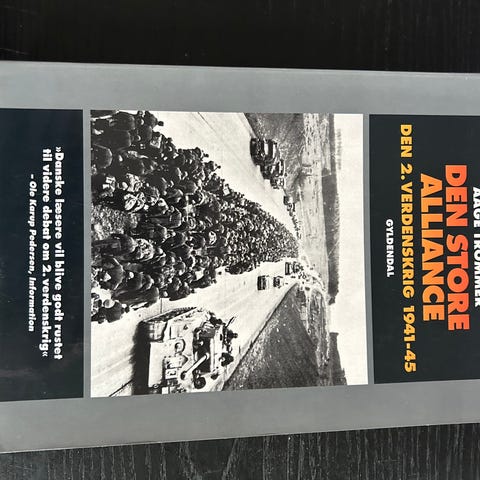 AAGE TROMMER
DEN STORE
ALLIANCE
DEN 2. VERDENSKRIG 1941-45
GYLDENDAL
»Danske læsere vil blive godt rustet
til videre debat om 2. verdenskrig«
– Ole Karup Pedersen, Information